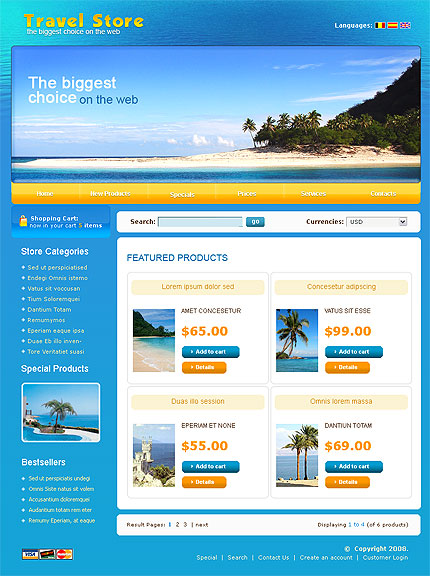 Travel Store
The biggest choice on the web
Languages:
The biggest
choice on the web
Home
New Products
Specials
Prices
Services
Contacts
Shopping Cart:
now in your cart 5 items
Search:
go
Currencies:
USD
Store Categories
Sed ut perspiciatised
Endegi Omnis istemo
Vatus sit voccusan
Tium Soloremquei
Dantium Totam
Remumymos
Eperiam eaque ipsa
Duae Eb illo inven-
Tore Veritatiet suasi
Special Products
Bestsellers
Sed ut perspiciatis undegi
Omnis Siste natus sit volem
Accusantium doloremquei
Audantium totam rem eter
Remumy Eperiam, at eaque
FEATURED PRODUCTS
Lorem ipsum dolor sed
AMET CONCESETUR
$65.00
Add to cart
Details
Concesetur adipscing
VATUS SIT ESSE
$99.00
Add to cart
Details
Duas illo session
EPERIAM ET NONE
$55.00
Add to cart
Details
Omnis lorem massa
DANTIUN TOTAM
$69.00
Add to cart
Details
Result Pages: 1 2 3 | next
Displaying 1 to 4 (of 6 products)
VISA
© Copyright 2008.
Special | Search | Contact Us | Create an account | Customer Login